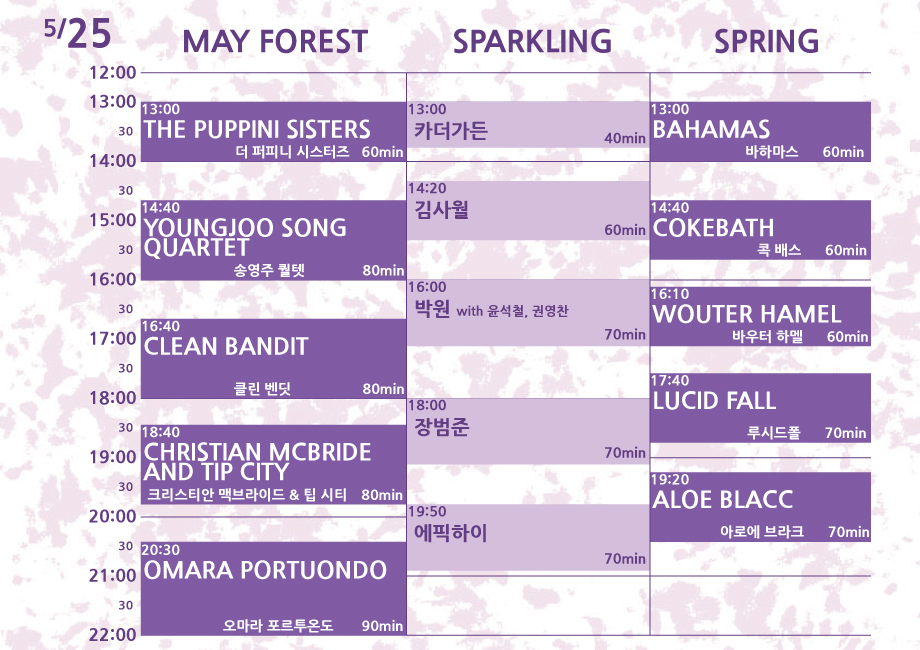 5/25
MAY FOREST
SPARKLING
SPRING
12:00
13:00
30
14:00
30
15:00
30
16:00
30
17:00
30
18:00
30
19:00
30
20:00
30
21:00
30
22:00
13:00
THE PUPPINI SISTERS
더 퍼피니 시스터즈 60min
14:40
YOUNGJOO SONG
QUARTET
송영주 퀄텟 80min
16:40
CLEAN BANDIT
클린 벤딧 80min
18:40
CHRISTIAN MCBRIDE
AND TIP CITY
크리스티안 맥브라이드 & 팁 시티 80min
20:30
OMARA PORTUONDO
오마라 포르투온도 90min
13:00
카더가든 40min
14:20
김사월
60min
16:00
박원 with 윤석철, 권영찬
70min
18:00
장범준
70min
19:50
에픽하이
70min
13:00
BAHAMAS
바하마스 60min
14:40
COKEBATH
콕 배스 60min
16:10
WOUTER HAMEL
바우터 하멜 60min
17:40
LUCID FALL
루시드폴 70min
19:20
ALOE BLACC
아로에 브라크 70min